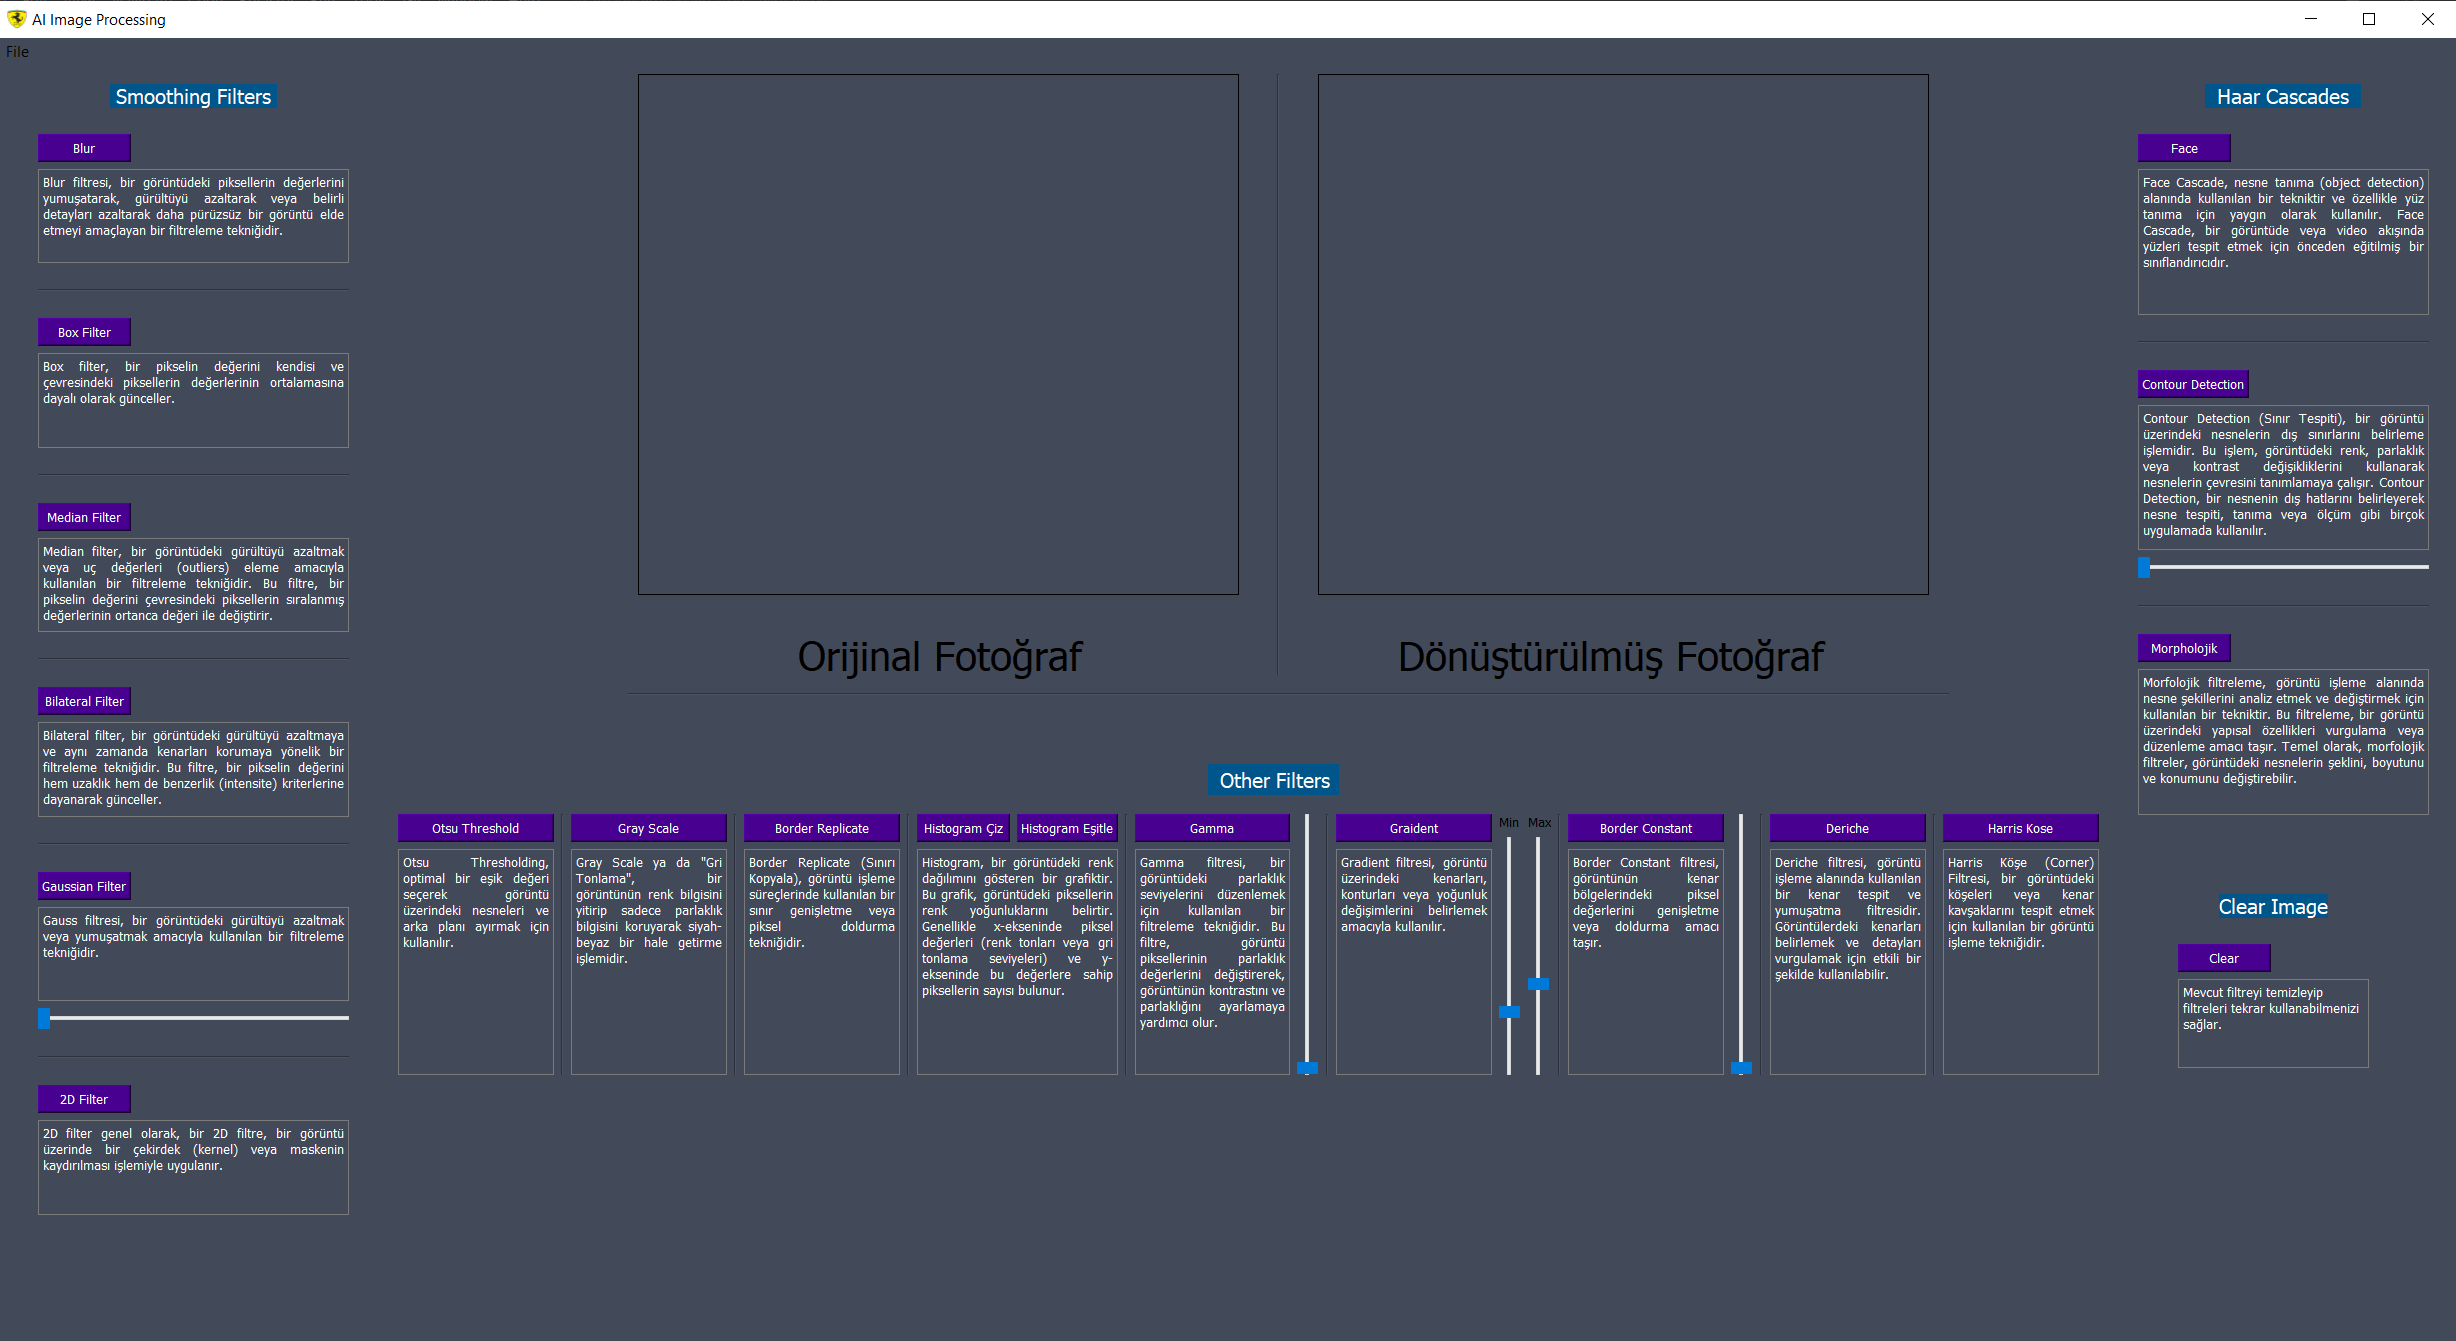 AI Image Processing
File
Smoothing Filters
Blur
Blur filtresi, bir görüntüdeki piksellerin değerlerini
yumuşatarak, gürültüyü azaltarak veya belirli
detayları azaltarak daha pürüzsüz bir görüntü elde
etmeyi amaçlayan bir filtreleme tekniğidir.
Box Filter
Box filter, bir pikselin değerini kendisi ve
çevresindeki piksellerin değerlerinin ortalamasına
dayalı olarak günceller.
Median Filter
Median filter, bir görüntüdeki gürültüyü azaltmak
veya uç değerleri (outliers) eleme amacıyla
kullanılan bir filtreleme tekniğidir. Bu filtre, bir
pikselin değerini çevresindeki piksellerin sıralanmış
değerlerinin ortanca değeri ile değiştirir.
Bilateral Filter
Bilateral filter, bir görüntüdeki gürültüyü azaltmaya
ve aynı zamanda kenarları korumaya yönelik bir
filtreleme tekniğidir. Bu filtre, bir pikselin değerini
hem uzaklık hem de benzerlik (intensite) kriterlerine
dayanarak günceller.
Gaussian Filter
Gauss filtresi, bir görüntüdeki gürültüyü azaltmak
veya yumuşatmak amacıyla kullanılan bir filtreleme
tekniğidir.
2D Filter
2D filter genel olarak, bir 2D filtre, bir görüntü
üzerinde bir çekirdek (kernel) veya maskenin
kaydırılması işlemiyle uygulanır.
Orijinal Fotoğraf
Dönüştürülmüş Fotoğraf
Other Filters
Otsu Threshold
Otsu Thresholding,
optimal bir eşik değeri
seçerek görüntü
üzerindeki nesneleri ve
arka planı ayırmak için
kullanılır.
Gray Scale
Gray Scale ya da "Gri
Tonlama", bir
görüntünün renk bilgisini
yitirip sadece parlaklık
bilgisini koruyarak siyah-
beyaz bir hale getirme
işlemidir.
Border Replicate
Border Replicate (Sınırı
Kopyala), görüntü işleme
süreçlerinde kullanılan bir
sınır genişletme veya
piksel doldurma
tekniğidir.
Histogram Çiz
Histogram Eşitle
Histogram, bir görüntüdeki renk
dağılımını gösteren bir grafiktir.
Bu grafik, görüntüdeki piksellerin
renk yoğunluklarını belirtir.
Genellikle x-ekseninde piksel
değerleri (renk tonları veya gri
tonlama seviyeleri) ve y-
ekseninde bu değerlere sahip
piksellerin sayısı bulunur.
Gamma
Gamma filtresi, bir
görüntüdeki parlaklık
seviyelerini düzenlemek
için kullanılan bir
filtreleme tekniğidir. Bu
filtre, görüntü
piksellerinin parlaklık
değerlerini değiştirerek,
görüntünün kontrastını ve
parlaklığını ayarlamaya
yardımcı olur.
Graident
Gradient filtresi, görüntü
üzerindeki kenarları,
konturları veya yoğunluk
değişimlerini belirlemek
amacıyla kullanılır.
Min
Max
Border Constant
Border Constant filtresi,
görüntünün kenar
bölgelerindeki piksel
değerlerini genişletme
veya doldurma amacı
taşır.
Deriche
Deriche filtresi, görüntü
işleme alanında kullanılan
bir kenar tespit ve
yumuşatma filtresidir.
Görüntülerdeki kenarları
belirlemek ve detayları
vurgulamak için etkili bir
şekilde kullanılabilir.
Harris Kose
Harris Köşe (Corner)
Filtresi, bir görüntüdeki
köşeleri veya kenar
kavşaklarını tespit etmek
için kullanılan bir görüntü
işleme tekniğidir.
Haar Cascades
Face
Face Cascade, nesne tanıma (object detection)
alanında kullanılan bir tekniktir ve özellikle yüz
tanıma için yaygın olarak kullanılır. Face
Cascade, bir görüntüde veya video akışında
yüzleri tespit etmek için önceden eğitilmiş bir
sınıflandırıcıdır.
Contour Detection
Contour Detection (Sınır Tespiti), bir görüntü
üzerindeki nesnelerin dış sınırlarını belirleme
işlemidir. Bu işlem, görüntüdeki renk, parlaklık
veya kontrast değişikliklerini kullanarak
nesnelerin çevresini tanımlamaya çalışır. Contour
Detection, bir nesnenin dış hatlarını belirleyerek
nesne tespiti, tanıma veya ölçüm gibi birçok
uygulamada kullanılır.
Morpholojik
Morfolojik filtreleme, görüntü işleme alanında
nesne şekillerini analiz etmek ve değiştirmek için
kullanılan bir tekniktir. Bu filtreleme, bir görüntü
üzerindeki yapısal özellikleri vurgulama veya
düzenleme amacı taşır. Temel olarak, morfolojik
filtreler, görüntüdeki nesnelerin şeklini, boyutunu
ve konumunu değiştirebilir.
Clear Image
Clear
Mevcut filtreyi temizleyip
filtreleri tekrar kullanabilmenizi
sağlar.